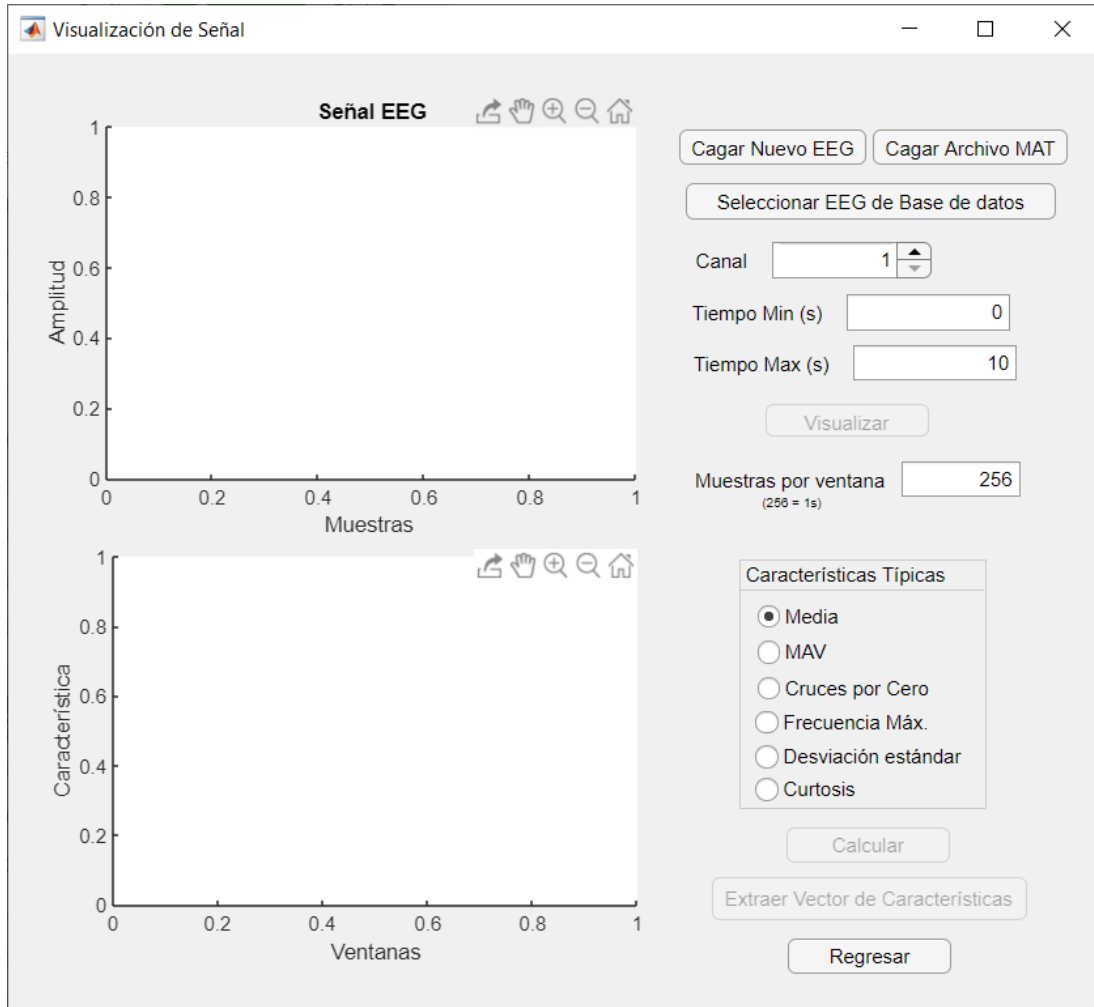 Visualización de Señal
Señal EEG
1
0.8
0.6
0.4
0.2
0
Amplitud
0 0.2 0.4 0.6 0.8 1
Muestras
1
0.8
0.6
0.4
0.2
0
Característica
0 0.2 0.4 0.6 0.8 1
Ventanas
Cagar Nuevo EEG Cagar Archivo MAT
Seleccionar EEG de Base de datos
Canal 1
Tiempo Min (s) 0
Tiempo Max (s) 10
Visualizar
Muestras por ventana 256
(256 = 1s)
Característícas Típicas
Media
MAV
Cruces por Cero
Frecuencia Máx.
Desviación estándar
Curtosis
Calcular
Extraer Vector de Características
Regresar